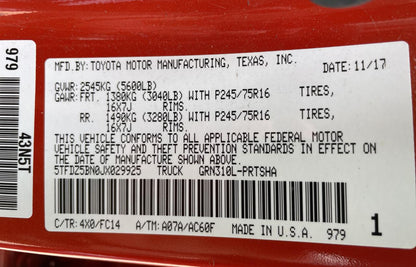 MFD.BY:TOYOTA MOTOR MANUFACTURING, TEXAS, INC.
DATE:11/17
GVWR:2545KG (5600LB)
GAWR:FRT. 1380KG (3040LB) WITH P245/75R16 TIRES,
16X7J RIMS.
RR. 1490KG (3280LB) WITH P245/75R16 TIRES,
16X7J RIMS.
THIS VEHICLE CONFORMS TO ALL APPLICABLE FEDERAL MOTOR
VEHICLE SAFETY AND THEFT PREVENTION STANDARDS IN EFFECT ON
THE DATE OF MANUFACTURE SHOWN ABOVE.
5TFDZ5BN0JX029925 TRUCK GRN310L-PRTSHA
C/TR:4X0/FC14 A/TM:A07A/AC60F MADE IN U.S.A. 979 1
979
43M5T